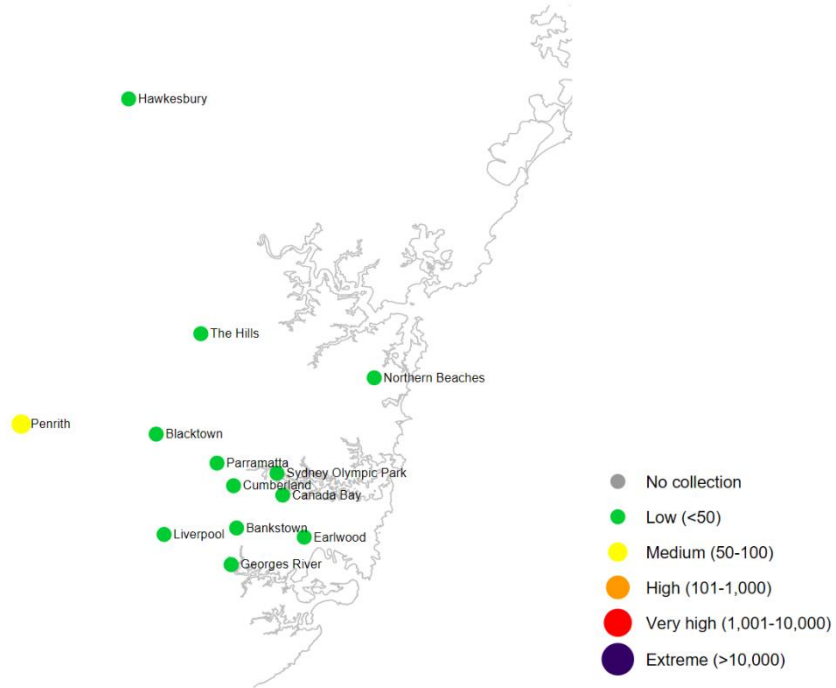 Hawkesbury
The Hills
Northern Beaches
Penrith
Blacktown
Parramatta
Sydney Olympic Park
Cumberland
Canada Bay
Bankstown
Liverpool
Earlwood
Georges River
No collection
Low (<50)
Medium (50-100)
High (101-1,000)
Very high (1,001-10,000)
Extreme (>10,000)